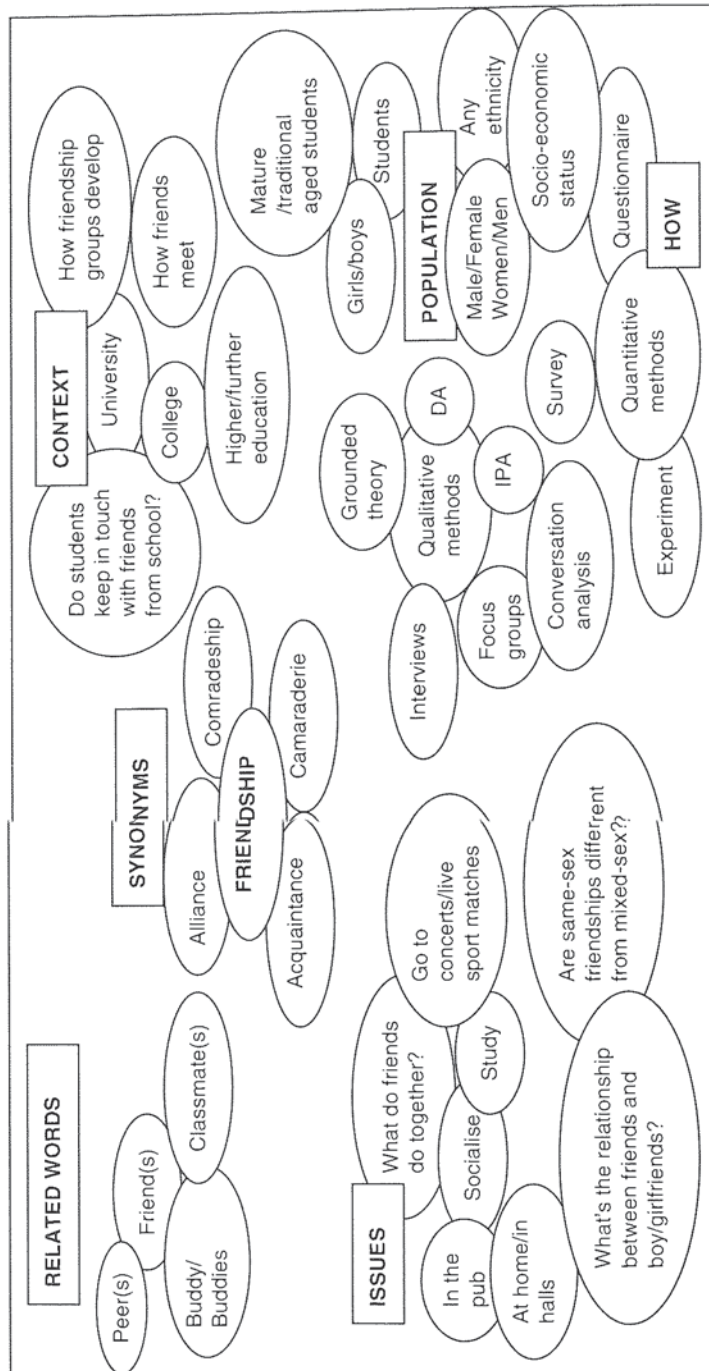 RELATED WORDS
Peer(s)
Friend(s)
Buddy/
Buddies
Classmate(s)
SYNONYMS
Alliance
Comradeship
FRIENDSHIP
Acquaintance
Camaraderie
CONTEXT
Do students
keep in touch
with friends
from school?
University
College
How friendship
groups develop
How friends
meet
Higher/further
education
ISSUES
What do friends
do together?
Go to
concerts/live
sport matches
Socialise
Study
In the
pub
At home/in
halls
What's the relationship
between friends and
boy/girlfriends?
Are same-sex
friendships different
from mixed-sex??
Interviews
Grounded
theory
Qualitative
methods
DA
IPA
Focus
groups
Conversation
analysis
POPULATION
Mature
/traditional
aged students
Girls/boys
Students
Male/Female
Women/Men
Any
ethnicity
Socio-economic
status
HOW
Survey
Questionnaire
Quantitative
methods
Experiment